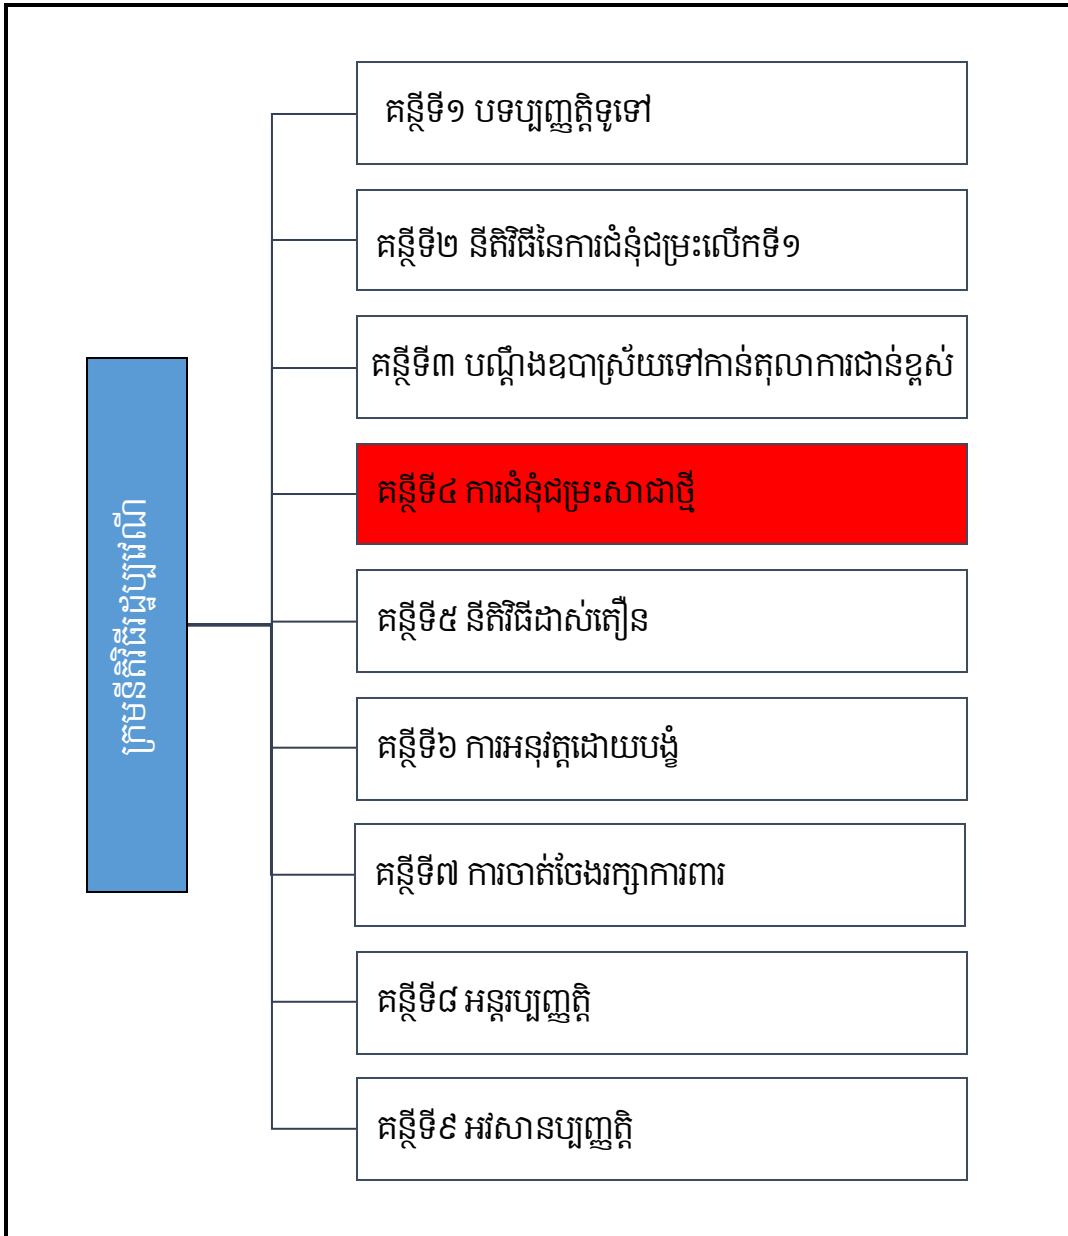 ក្រមនីតិវិធីរដ្ឋប្បវេណី
គន្ថីទី១ បទប្បញ្ញត្តិទូទៅ
គន្ថីទី២ នីតិវិធីនៃការជំនុំជម្រះលើកទី១
គន្ថីទី៣ បណ្តឹងឧបាស្រ័យទៅកាន់តុលាការជាន់ខ្ពស់
គន្ថីទី៤ ការជំនុំជម្រះសាជាថ្មី
គន្ថីទី៥ នីតិវិធីដាស់តឿន
គន្ថីទី៦ ការអនុវត្តដោយបង្ខំ
គន្ថីទី៧ ការចាត់ចែងរក្សាការពារ
គន្ថីទី៨ អន្តរប្បញ្ញត្តិ
គន្ថីទី៩ អវសានប្បញ្ញត្តិ